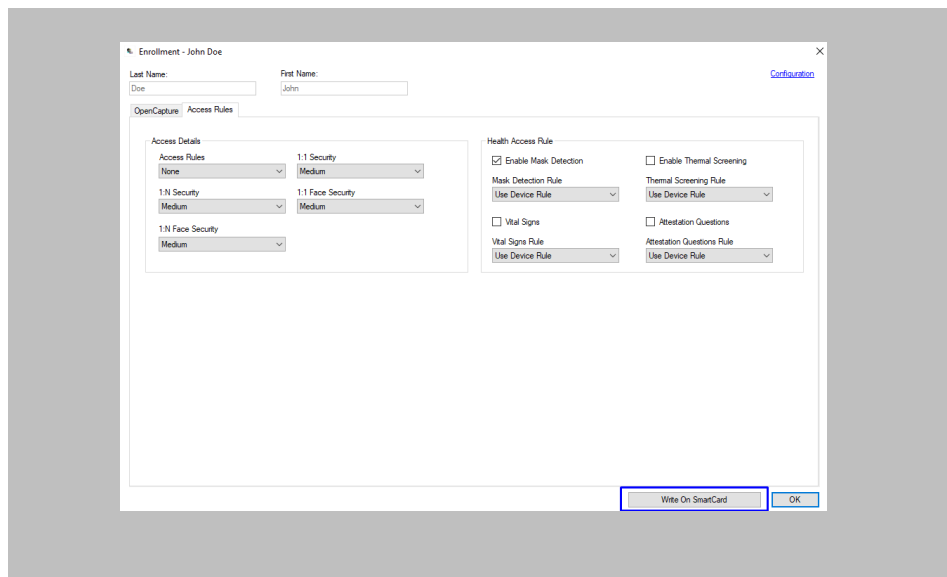 Enrollment - John Doe
Last Name: First Name: Configuration
Doe John
OpenCapture Access Rules
Access Details
Access Rules 1:1 Security
None Medium
1:N Security 1:1 Face Security
Medium Medium
1:N Face Security
Medium
Health Access Rule
Enable Mask Detection Enable Thermal Screening
Mask Detection Rule Thermal Screening Rule
Use Device Rule Use Device Rule
Vital Signs Attestation Questions
Vital Signs Rule Attestation Questions Rule
Use Device Rule Use Device Rule
Write On SmartCard OK